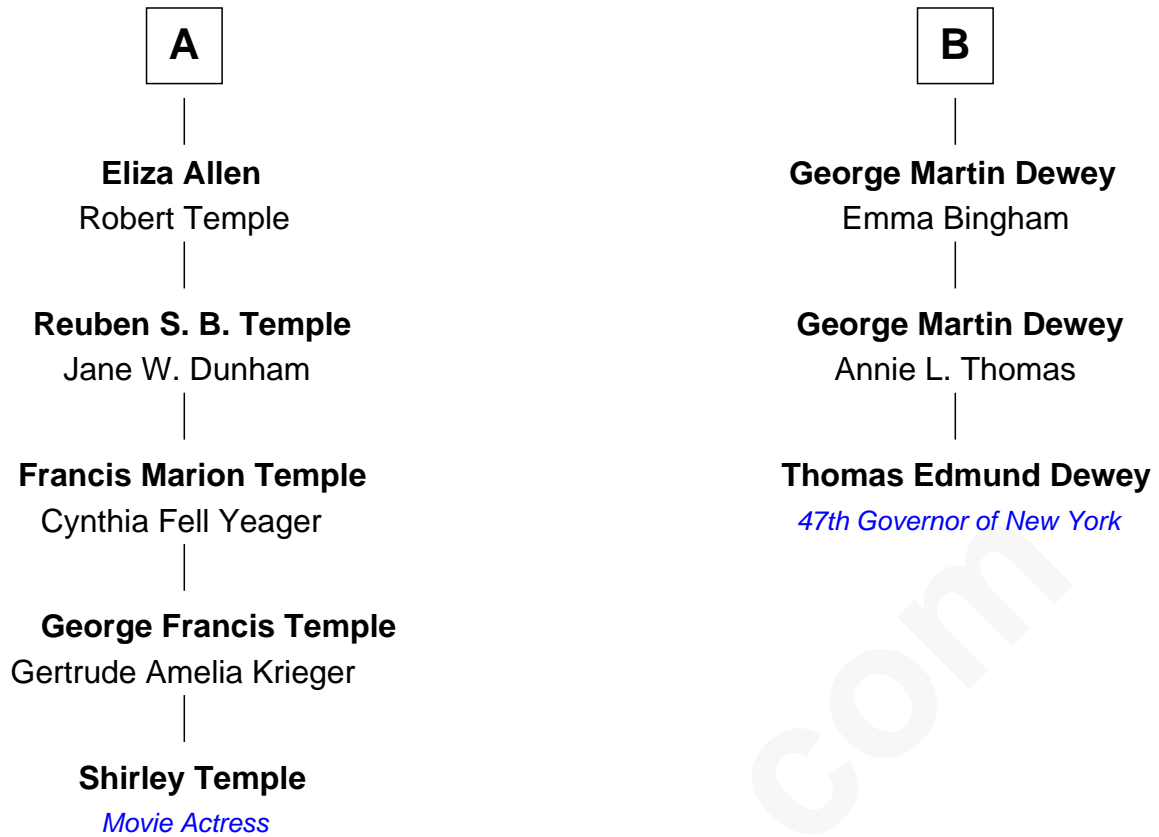 A
Eliza Allen
Robert Temple
Reuben S. B. Temple
Jane W. Dunham
Francis Marion Temple
Cynthia Fell Yeager
George Francis Temple
Gertrude Amelia Krieger
Shirley Temple
Movie Actress
B
George Martin Dewey
Emma Bingham
George Martin Dewey
Annie L. Thomas
Thomas Edmund Dewey
47th Governor of New York
com